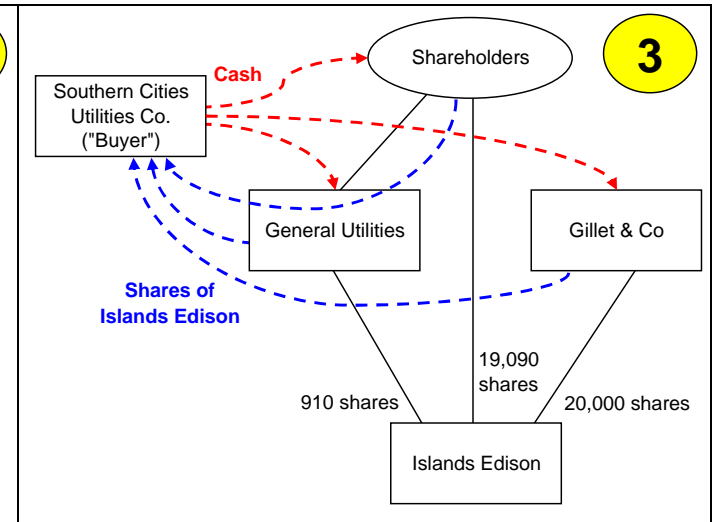 Shareholders
3
Cash
Southern Cities
Utilities Co.
("Buyer")
General Utilities
Gillet & Co
Shares of
Islands Edison
19,090
shares
910 shares
20,000 shares
Islands Edison